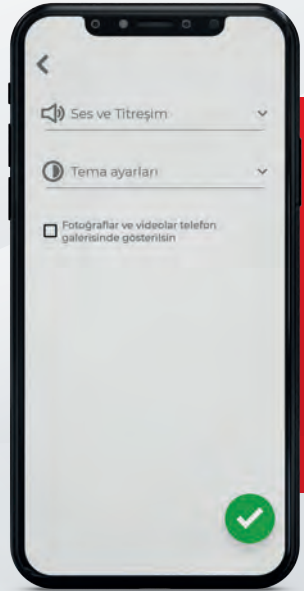 Ses ve Titreşim
Tema ayarları
Fotoğraflar ve videolar telefon
galerisinde gösterilsin